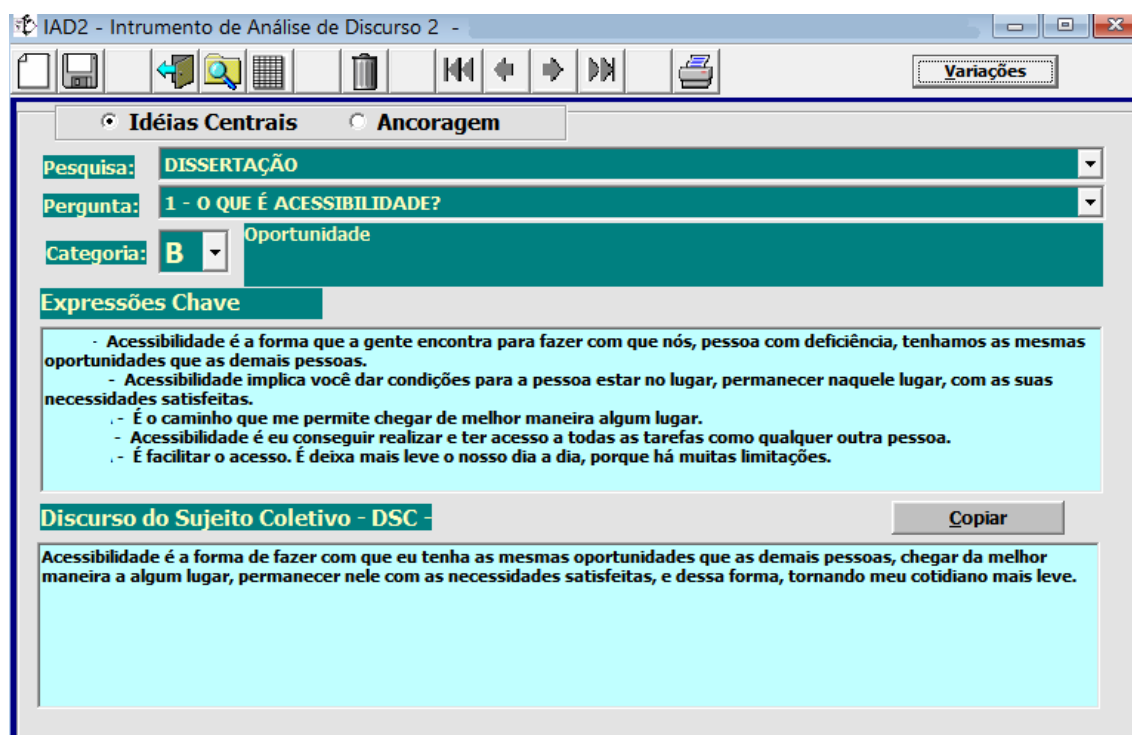 IAD2 - Intrumento de Análise de Discurso 2 -
Variações
Idéias Centrais Ancoragem
Pesquisa: DISSERTAÇÃO
Pergunta: 1 - O QUE É ACESSIBILIDADE?
Categoria: B Oportunidade
Expressões Chave
- Acessibilidade é a forma que a gente encontra para fazer com que nós, pessoa com deficiência, tenhamos as mesmas
oportunidades que as demais pessoas.
- Acessibilidade implica você dar condições para a pessoa estar no lugar, permanecer naquele lugar, com as suas
necessidades satisfeitas.
- É o caminho que me permite chegar de melhor maneira algum lugar.
- Acessibilidade é eu conseguir realizar e ter acesso a todas as tarefas como qualquer outra pessoa.
- É facilitar o acesso. É deixa mais leve o nosso dia a dia, porque há muitas limitações.
Discurso do Sujeito Coletivo - DSC -
Copiar
Acessibilidade é a forma de fazer com que eu tenha as mesmas oportunidades que as demais pessoas, chegar da melhor
maneira a algum lugar, permanecer nele com as necessidades satisfeitas, e dessa forma, tornando meu cotidiano mais leve.